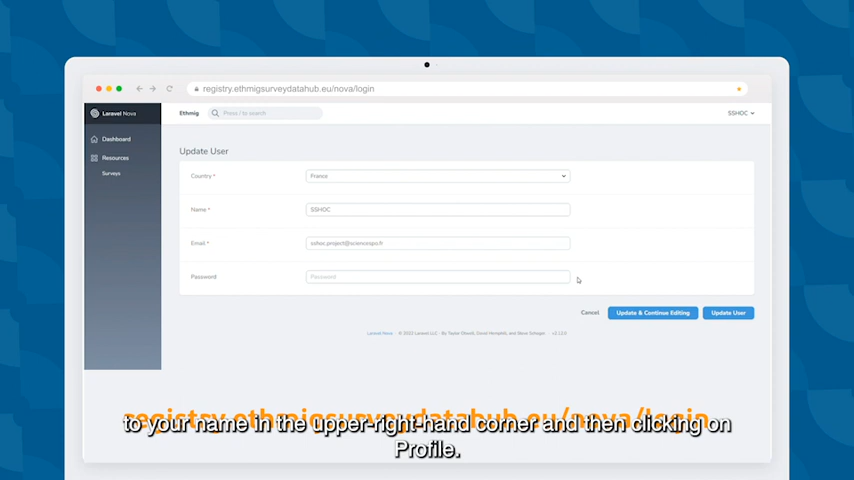 registry.ethmigsurveydatahub.eu/nova/login
Laravel Nova
Ethmig
Press / to search
SSHOC
Dashboard
Resources
Surveys
Update User
Country *
France
Name *
SSHOC
Email *
sshoc.project@sciencespo.fr
Password
Password
Cancel
Update & Continue Editing
Update User
Laravel Nova · © 2022 Laravel LLC · By Taylor Otwell, David Hemphill, and Steve Schoger. · v3.12.0
registry.ethmigsurveydatahub.eu/nova/login
to your name in the upper-right-hand corner and then clicking on
Profile.